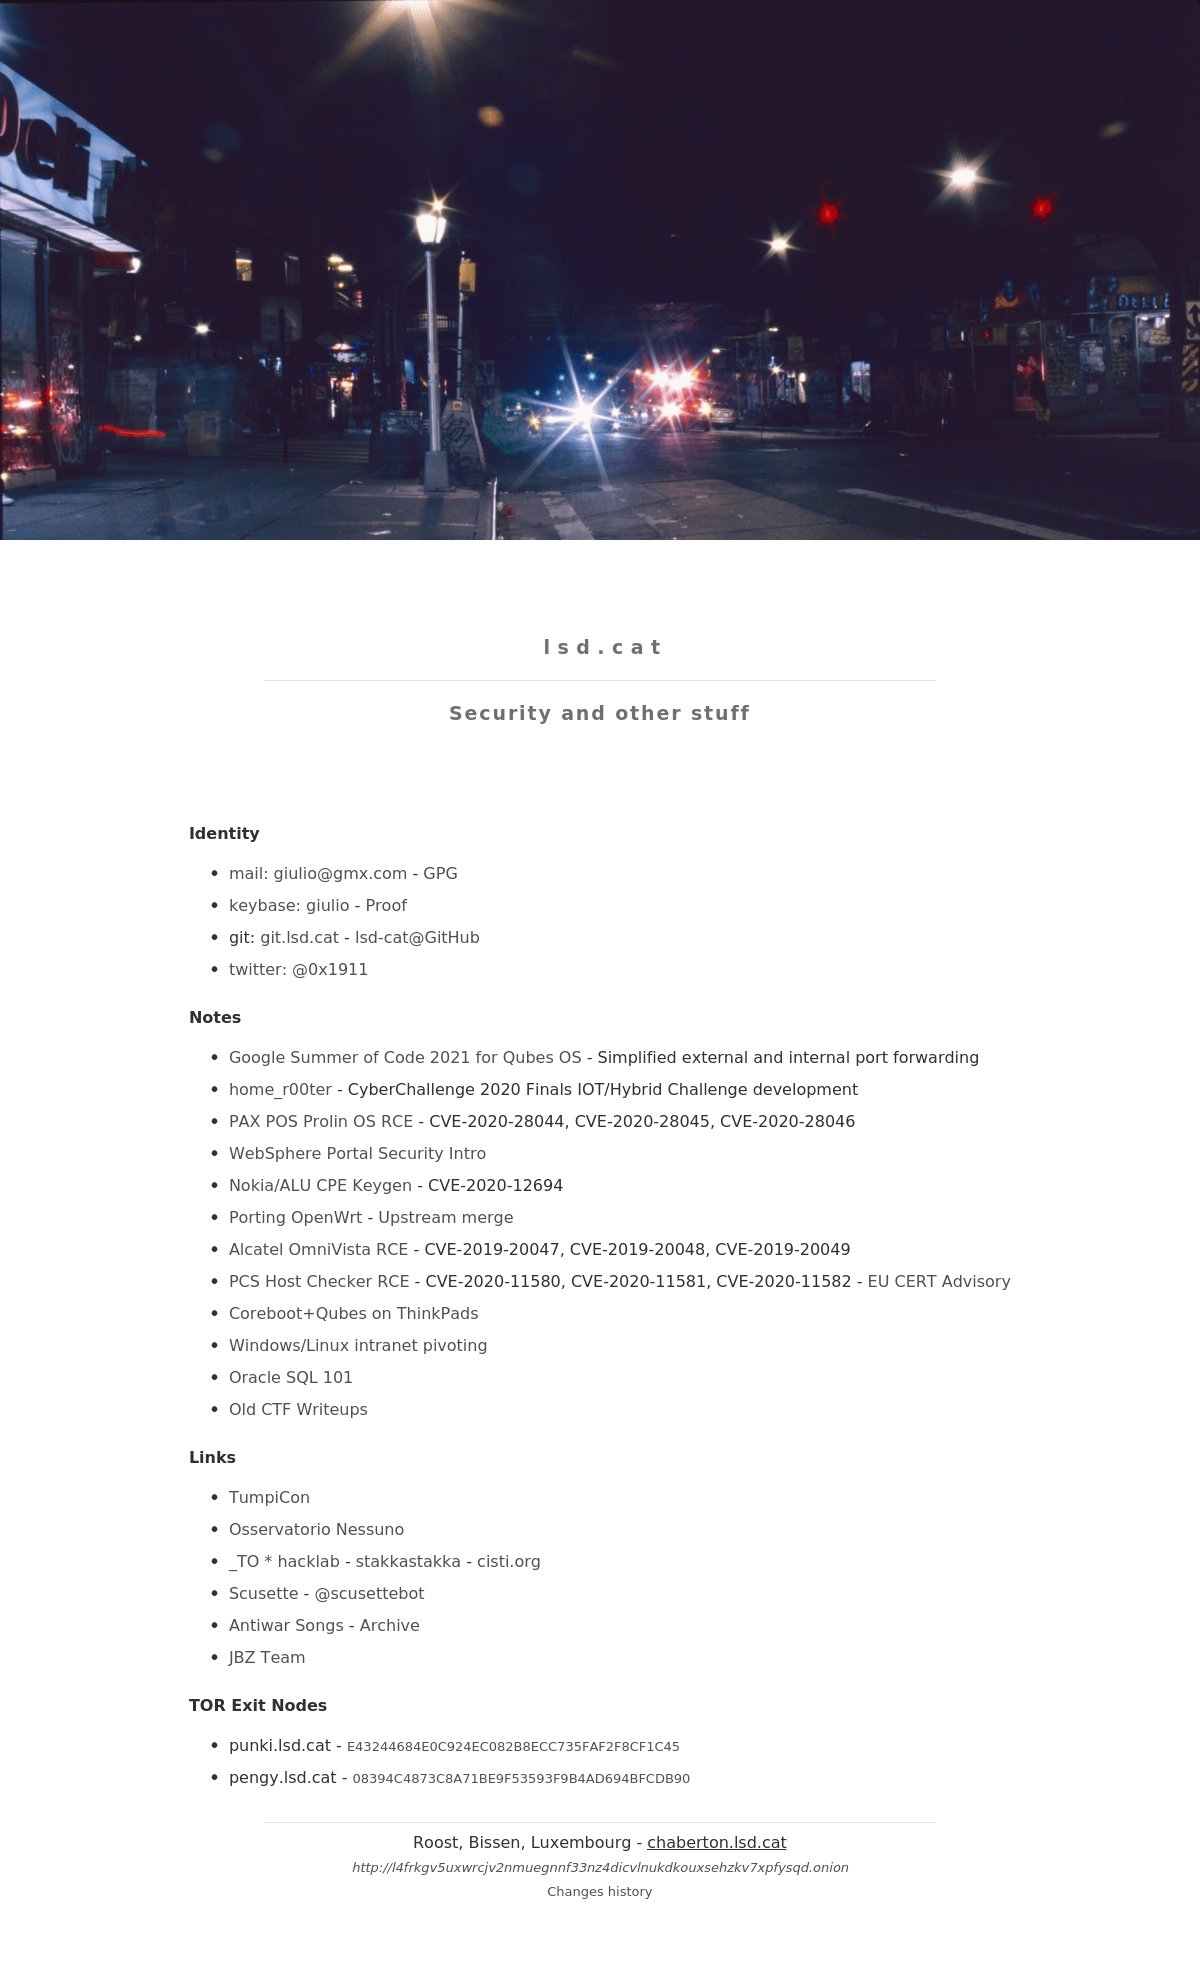 l s d . c a t
Security and other stuff
Identity
• mail: giulio@gmx.com - GPG
• keybase: giulio - Proof
• git: git.lsd.cat - lsd-cat@GitHub
• twitter: @0x1911
Notes
• Google Summer of Code 2021 for Qubes OS - Simplified external and internal port forwarding
• home_r00ter - CyberChallenge 2020 Finals IOT/Hybrid Challenge development
• PAX POS Prolin OS RCE - CVE-2020-28044, CVE-2020-28045, CVE-2020-28046
• WebSphere Portal Security Intro
• Nokia/ALU CPE Keygen - CVE-2020-12694
• Porting OpenWrt - Upstream merge
• Alcatel OmniVista RCE - CVE-2019-20047, CVE-2019-20048, CVE-2019-20049
• PCS Host Checker RCE - CVE-2020-11580, CVE-2020-11581, CVE-2020-11582 - EU CERT Advisory
• Coreboot+Qubes on ThinkPads
• Windows/Linux intranet pivoting
• Oracle SQL 101
• Old CTF Writeups
Links
• TumpiCon
• Osservatorio Nessuno
• _TO * hacklab - stakkastakka - cisti.org
• Scusette - @scusettebot
• Antiwar Songs - Archive
• JBZ Team
TOR Exit Nodes
• punki.lsd.cat - E43244684E0C924EC082B8ECC735FAF2F8CF1C45
• pengy.lsd.cat - 08394C4873C8A71BE9F53593F9B4AD694BFCDB90
Roost, Bissen, Luxembourg - chaberton.lsd.cat
http://l4frkgv5uxwrcjv2nmuegnnf33nz4dicvlnukdkouxsehzkv7xpfysqd.onion
Changes history